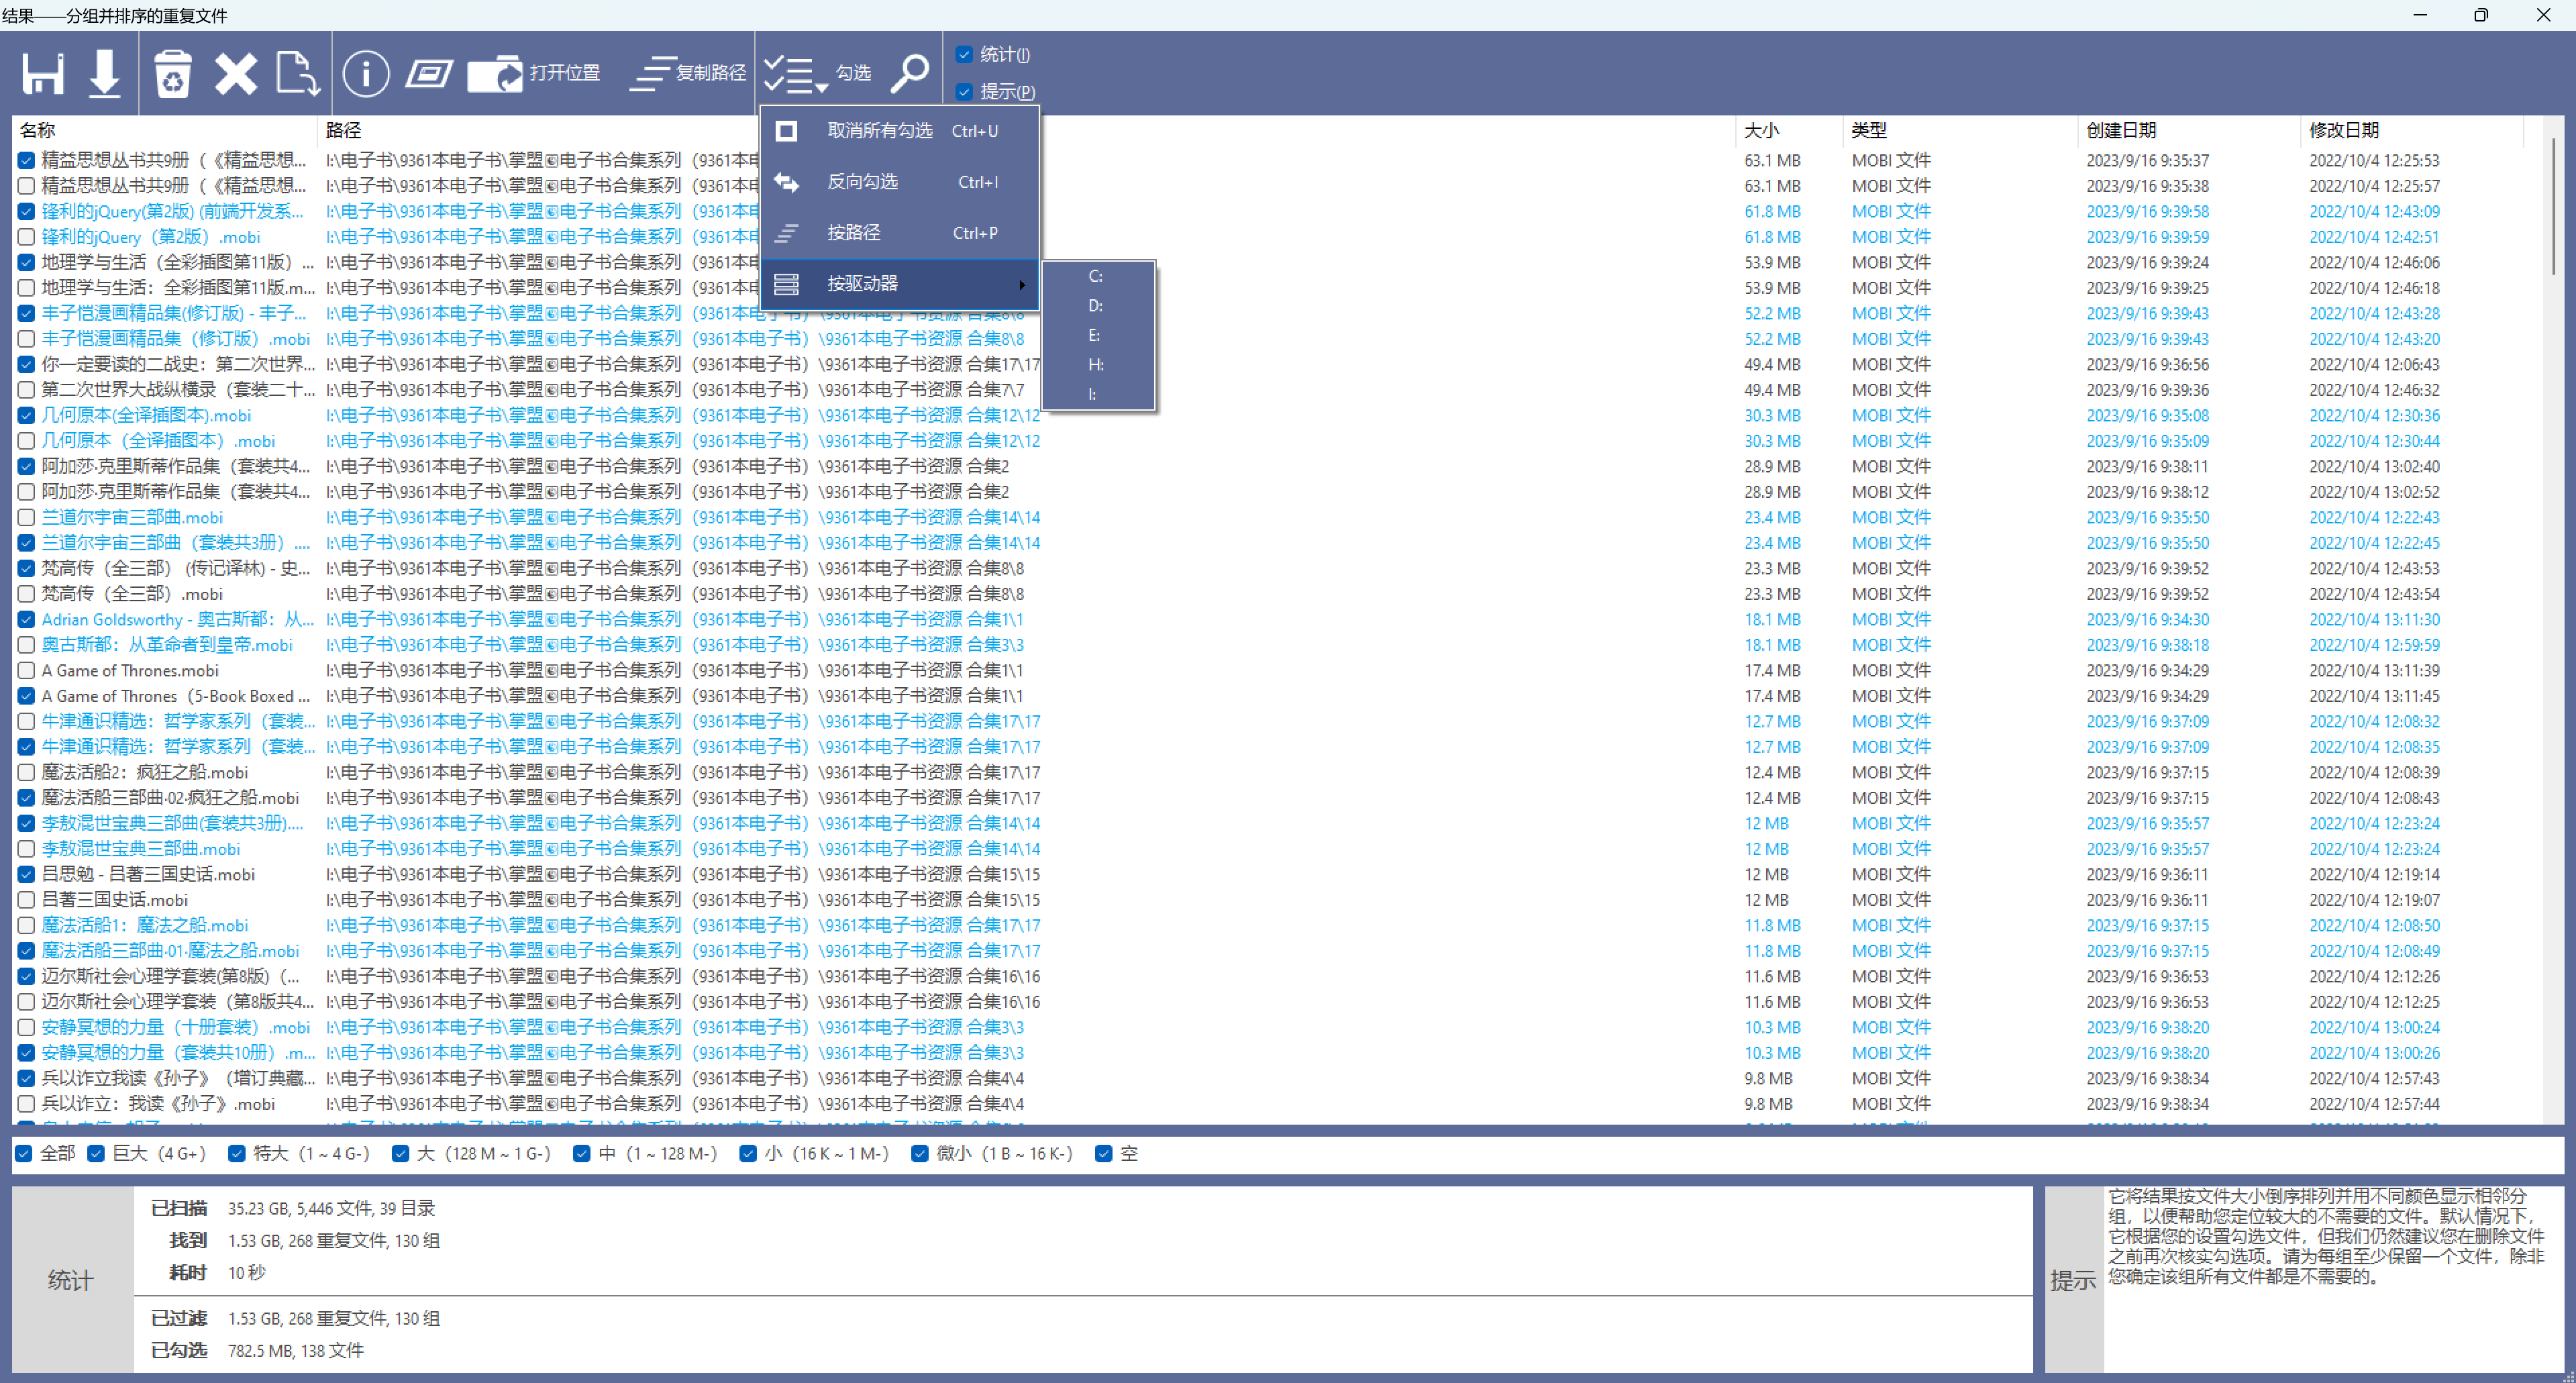 结果——分组并排序的重复文件
打开位置 复制路径 勾选 统计(I)
提示(P)
取消所有勾选 Ctrl+U
反向勾选 Ctrl+I
按路径 Ctrl+P
按驱动器
C:
D:
E:
H:
I:
名称 路径 大小 类型 创建日期 修改日期
精益思想丛书共9册（《精益思想... I:\电子书\9361本电子书\掌盟 电子书合集系列（9361本电 63.1 MB MOBI 文件 2023/9/16 9:35:37 2022/10/4 12:25:53
精益思想丛书共9册（《精益思想... I:\电子书\9361本电子书\掌盟 电子书合集系列（9361本电 63.1 MB MOBI 文件 2023/9/16 9:35:38 2022/10/4 12:25:57
锋利的jQuery(第2版) (前端开发系... I:\电子书\9361本电子书\掌盟 电子书合集系列（9361本电 61.8 MB MOBI 文件 2023/9/16 9:39:58 2022/10/4 12:43:09
锋利的jQuery（第2版）.mobi I:\电子书\9361本电子书\掌盟 电子书合集系列（9361本电 61.8 MB MOBI 文件 2023/9/16 9:39:59 2022/10/4 12:42:51
地理学与生活（全彩插图第11版）... I:\电子书\9361本电子书\掌盟 电子书合集系列（9361本电 53.9 MB MOBI 文件 2023/9/16 9:39:24 2022/10/4 12:46:06
地理学与生活：全彩插图第11版.m... I:\电子书\9361本电子书\掌盟 电子书合集系列（9361本电 53.9 MB MOBI 文件 2023/9/16 9:39:25 2022/10/4 12:46:18
丰子恺漫画精品集(修订版) - 丰子... I:\电子书\9361本电子书\掌盟 电子书合集系列（9361本电子书）\9361本电子书资源 合集8\8 52.2 MB MOBI 文件 2023/9/16 9:39:43 2022/10/4 12:43:28
丰子恺漫画精品集（修订版）.mobi I:\电子书\9361本电子书\掌盟 电子书合集系列（9361本电子书）\9361本电子书资源 合集8\8 52.2 MB MOBI 文件 2023/9/16 9:39:43 2022/10/4 12:43:20
你一定要读的二战史：第二次世界... I:\电子书\9361本电子书\掌盟 电子书合集系列（9361本电子书）\9361本电子书资源 合集17\17 49.4 MB MOBI 文件 2023/9/16 9:36:56 2022/10/4 12:06:43
第二次世界大战纵横录（套装二十... I:\电子书\9361本电子书\掌盟 电子书合集系列（9361本电子书）\9361本电子书资源 合集7\7 49.4 MB MOBI 文件 2023/9/16 9:39:36 2022/10/4 12:46:32
几何原本(全译插图本).mobi I:\电子书\9361本电子书\掌盟 电子书合集系列（9361本电子书）\9361本电子书资源 合集12\12 30.3 MB MOBI 文件 2023/9/16 9:35:08 2022/10/4 12:30:36
几何原本（全译插图本）.mobi I:\电子书\9361本电子书\掌盟 电子书合集系列（9361本电子书）\9361本电子书资源 合集12\12 30.3 MB MOBI 文件 2023/9/16 9:35:09 2022/10/4 12:30:44
阿加莎·克里斯蒂作品集（套装共4... I:\电子书\9361本电子书\掌盟 电子书合集系列（9361本电子书）\9361本电子书资源 合集2 28.9 MB MOBI 文件 2023/9/16 9:38:11 2022/10/4 13:02:40
阿加莎·克里斯蒂作品集（套装共4... I:\电子书\9361本电子书\掌盟 电子书合集系列（9361本电子书）\9361本电子书资源 合集2 28.9 MB MOBI 文件 2023/9/16 9:38:12 2022/10/4 13:02:52
兰道尔宇宙三部曲.mobi I:\电子书\9361本电子书\掌盟 电子书合集系列（9361本电子书）\9361本电子书资源 合集14\14 23.4 MB MOBI 文件 2023/9/16 9:35:50 2022/10/4 12:22:43
兰道尔宇宙三部曲（套装共3册）.... I:\电子书\9361本电子书\掌盟 电子书合集系列（9361本电子书）\9361本电子书资源 合集14\14 23.4 MB MOBI 文件 2023/9/16 9:35:50 2022/10/4 12:22:45
梵高传（全三部） (传记译林) - 史... I:\电子书\9361本电子书\掌盟 电子书合集系列（9361本电子书）\9361本电子书资源 合集8\8 23.3 MB MOBI 文件 2023/9/16 9:39:52 2022/10/4 12:43:53
梵高传（全三部）.mobi I:\电子书\9361本电子书\掌盟 电子书合集系列（9361本电子书）\9361本电子书资源 合集8\8 23.3 MB MOBI 文件 2023/9/16 9:39:52 2022/10/4 12:43:54
Adrian Goldsworthy - 奥古斯都：从... I:\电子书\9361本电子书\掌盟 电子书合集系列（9361本电子书）\9361本电子书资源 合集1\1 18.1 MB MOBI 文件 2023/9/16 9:34:30 2022/10/4 13:11:30
奥古斯都：从革命者到皇帝.mobi I:\电子书\9361本电子书\掌盟 电子书合集系列（9361本电子书）\9361本电子书资源 合集3\3 18.1 MB MOBI 文件 2023/9/16 9:38:18 2022/10/4 12:59:59
A Game of Thrones.mobi I:\电子书\9361本电子书\掌盟 电子书合集系列（9361本电子书）\9361本电子书资源 合集1\1 17.4 MB MOBI 文件 2023/9/16 9:34:29 2022/10/4 13:11:39
A Game of Thrones（5-Book Boxed ... I:\电子书\9361本电子书\掌盟 电子书合集系列（9361本电子书）\9361本电子书资源 合集1\1 17.4 MB MOBI 文件 2023/9/16 9:34:29 2022/10/4 13:11:45
牛津通识精选：哲学家系列（套装... I:\电子书\9361本电子书\掌盟 电子书合集系列（9361本电子书）\9361本电子书资源 合集17\17 12.7 MB MOBI 文件 2023/9/16 9:37:09 2022/10/4 12:08:32
牛津通识精选：哲学家系列（套装... I:\电子书\9361本电子书\掌盟 电子书合集系列（9361本电子书）\9361本电子书资源 合集17\17 12.7 MB MOBI 文件 2023/9/16 9:37:09 2022/10/4 12:08:35
魔法活船2：疯狂之船.mobi I:\电子书\9361本电子书\掌盟 电子书合集系列（9361本电子书）\9361本电子书资源 合集17\17 12.4 MB MOBI 文件 2023/9/16 9:37:15 2022/10/4 12:08:39
魔法活船三部曲·02·疯狂之船.mobi I:\电子书\9361本电子书\掌盟 电子书合集系列（9361本电子书）\9361本电子书资源 合集17\17 12.4 MB MOBI 文件 2023/9/16 9:37:15 2022/10/4 12:08:43
李敖混世宝典三部曲(套装共3册).... I:\电子书\9361本电子书\掌盟 电子书合集系列（9361本电子书）\9361本电子书资源 合集14\14 12 MB MOBI 文件 2023/9/16 9:35:57 2022/10/4 12:23:24
李敖混世宝典三部曲.mobi I:\电子书\9361本电子书\掌盟 电子书合集系列（9361本电子书）\9361本电子书资源 合集14\14 12 MB MOBI 文件 2023/9/16 9:35:57 2022/10/4 12:23:24
吕思勉 - 吕著三国史话.mobi I:\电子书\9361本电子书\掌盟 电子书合集系列（9361本电子书）\9361本电子书资源 合集15\15 12 MB MOBI 文件 2023/9/16 9:36:11 2022/10/4 12:19:14
吕著三国史话.mobi I:\电子书\9361本电子书\掌盟 电子书合集系列（9361本电子书）\9361本电子书资源 合集15\15 12 MB MOBI 文件 2023/9/16 9:36:11 2022/10/4 12:19:07
魔法活船1：魔法之船.mobi I:\电子书\9361本电子书\掌盟 电子书合集系列（9361本电子书）\9361本电子书资源 合集17\17 11.8 MB MOBI 文件 2023/9/16 9:37:15 2022/10/4 12:08:50
魔法活船三部曲·01·魔法之船.mobi I:\电子书\9361本电子书\掌盟 电子书合集系列（9361本电子书）\9361本电子书资源 合集17\17 11.8 MB MOBI 文件 2023/9/16 9:37:15 2022/10/4 12:08:49
迈尔斯社会心理学套装(第8版)（... I:\电子书\9361本电子书\掌盟 电子书合集系列（9361本电子书）\9361本电子书资源 合集16\16 11.6 MB MOBI 文件 2023/9/16 9:36:53 2022/10/4 12:12:26
迈尔斯社会心理学套装（第8版共4... I:\电子书\9361本电子书\掌盟 电子书合集系列（9361本电子书）\9361本电子书资源 合集16\16 11.6 MB MOBI 文件 2023/9/16 9:36:53 2022/10/4 12:12:25
安静冥想的力量（十册套装）.mobi I:\电子书\9361本电子书\掌盟 电子书合集系列（9361本电子书）\9361本电子书资源 合集3\3 10.3 MB MOBI 文件 2023/9/16 9:38:20 2022/10/4 13:00:24
安静冥想的力量（套装共10册）.m... I:\电子书\9361本电子书\掌盟 电子书合集系列（9361本电子书）\9361本电子书资源 合集3\3 10.3 MB MOBI 文件 2023/9/16 9:38:20 2022/10/4 13:00:26
兵以诈立我读《孙子》（增订典藏... I:\电子书\9361本电子书\掌盟 电子书合集系列（9361本电子书）\9361本电子书资源 合集4\4 9.8 MB MOBI 文件 2023/9/16 9:38:34 2022/10/4 12:57:43
兵以诈立：我读《孙子》.mobi I:\电子书\9361本电子书\掌盟 电子书合集系列（9361本电子书）\9361本电子书资源 合集4\4 9.8 MB MOBI 文件 2023/9/16 9:38:34 2022/10/4 12:57:44
全部 巨大（4 G+） 特大（1 ~ 4 G-） 大（128 M ~ 1 G-） 中（1 ~ 128 M-） 小（16 K ~ 1 M-） 微小（1 B ~ 16 K-） 空
统计
已扫描 35.23 GB, 5,446 文件, 39 目录
找到 1.53 GB, 268 重复文件, 130 组
耗时 10 秒
已过滤 1.53 GB, 268 重复文件, 130 组
已勾选 782.5 MB, 138 文件
提示
它将结果按文件大小倒序排列并用不同颜色显示相邻分
组，以便帮助您定位较大的不需要的文件。默认情况下，
它根据您的设置勾选文件，但我们仍然建议您在删除文件
之前再次核实勾选项。请为每组至少保留一个文件，除非
您确定该组所有文件都是不需要的。